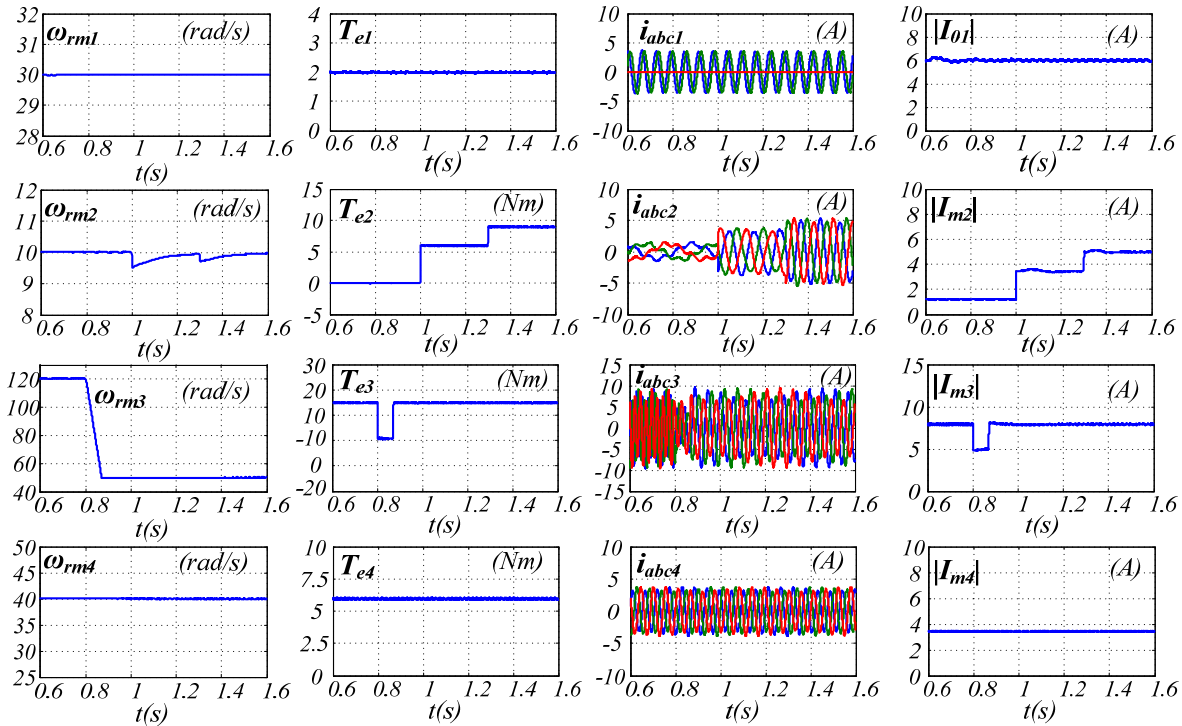 ω_rm1 (rad/s)
32
31
30
29
28
0.6 0.8 1 1.2 1.4 1.6
t(s)
T_e1
4
3
2
1
0
0.6 0.8 1 1.2 1.4 1.6
t(s)
i_abc1 (A)
10
5
0
-5
-10
0.6 0.8 1 1.2 1.4 1.6
t(s)
|I_01| (A)
10
8
6
4
2
0
0.6 0.8 1 1.2 1.4 1.6
t(s)
ω_rm2 (rad/s)
12
11
10
9
8
0.6 0.8 1 1.2 1.4 1.6
t(s)
T_e2 (Nm)
15
10
5
0
-5
0.6 0.8 1 1.2 1.4 1.6
t(s)
i_abc2 (A)
10
5
0
-5
-10
0.6 0.8 1 1.2 1.4 1.6
t(s)
|I_m2| (A)
10
8
6
4
2
0
0.6 0.8 1 1.2 1.4 1.6
t(s)
ω_rm3 (rad/s)
120
100
80
60
40
0.6 0.8 1 1.2 1.4 1.6
t(s)
T_e3 (Nm)
30
20
15
-10
0
-10
-20
0.6 0.8 1 1.2 1.4 1.6
t(s)
i_abc3 (A)
15
10
5
0
-5
-10
-15
0.6 0.8 1 1.2 1.4 1.6
t(s)
|I_m3| (A)
15
10
5
0
0.6 0.8 1 1.2 1.4 1.6
t(s)
ω_rm4 (rad/s)
50
45
40
35
30
25
0.6 0.8 1 1.2 1.4 1.6
t(s)
T_e4 (Nm)
10
8
6
4
2
0
0.6 0.8 1 1.2 1.4 1.6
t(s)
i_abc4 (A)
10
5
0
-5
-10
0.6 0.8 1 1.2 1.4 1.6
t(s)
|I_m4| (A)
10
8
6
4
2
0
0.6 0.8 1 1.2 1.4 1.6
t(s)